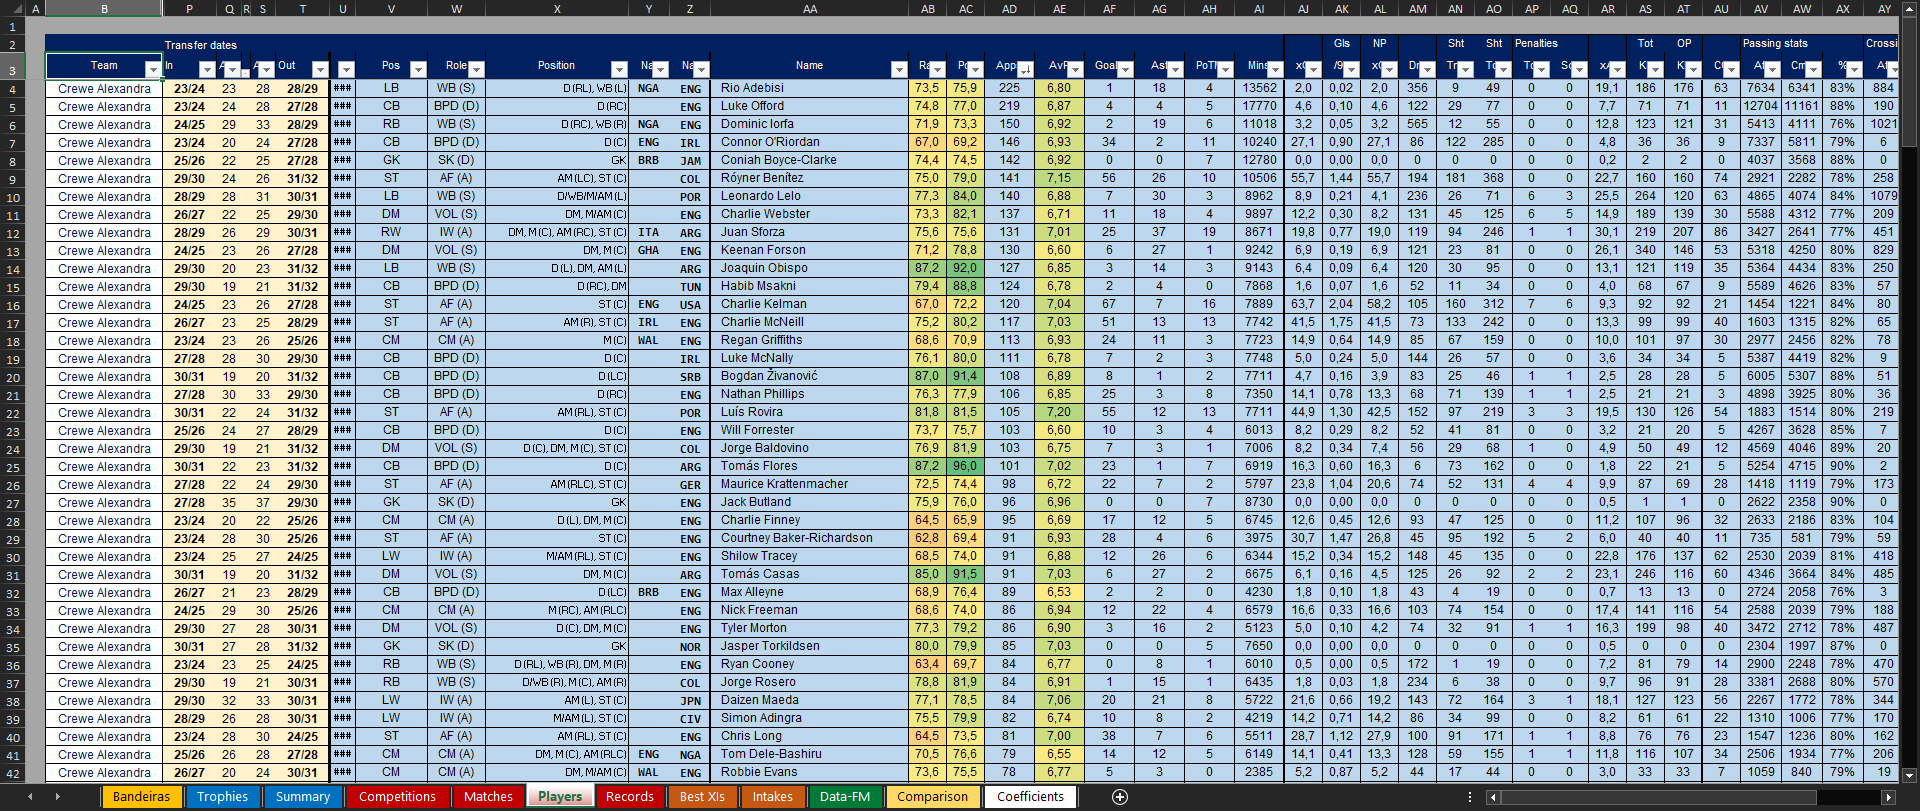 A B P Q R S T U V W X Y Z AA AB AC AD AE AF AG AH AI AJ AK AL AM AN AO AP AQ AR AS AT AU AV AW AX AY
1
2 Transfer dates Gls NP Sht Sht Penalties Tot OP Passing stats Crossi
3 Team In Out Pos Role Position Na Na Name Ra Po App AvR Goal Ast PoTM Mins xG /9 xG Dr Tr To To Sc xA K K CC At Cm % At
4 Crewe Alexandra 23/24 23 28 28/29 ### LB WB (S) D (RL), WB (L) NGA ENG Rio Adebisi 73,5 75,9 225 6,80 1 18 4 13562 2,0 0,02 2,0 356 9 49 0 0 19,1 186 176 63 7634 6341 83% 884
5 Crewe Alexandra 23/24 24 28 27/28 ### CB BPD (D) D (RC) ENG Luke Offord 74,8 77,0 219 6,87 4 4 6 17770 4,6 0,10 4,6 122 29 77 0 0 7,7 71 71 11 12704 11161 88% 190
6 Crewe Alexandra 24/25 29 33 28/29 ### RB WB (S) D (RC), WB (R) NGA ENG Dominic Iorfa 71,9 73,3 150 6,92 2 19 6 11018 3,2 0,05 3,2 565 12 55 0 0 12,8 123 121 31 5413 4111 76% 1021
7 Crewe Alexandra 23/24 20 24 27/28 ### CB BPD (D) D (C) ENG IRL Connor O'Riordan 67,0 69,2 146 6,93 34 2 11 10240 27,1 0,90 27,1 86 122 285 0 0 4,8 36 36 9 7337 5811 79% 6
8 Crewe Alexandra 25/26 22 25 27/28 ### GK SK (D) GK BRB JAM Coniah Boyce-Clarke 74,4 74,5 142 6,92 0 0 7 12780 0,0 0,00 0,0 0 0 0 0 0 0,2 2 2 0 4037 3568 88% 0
9 Crewe Alexandra 29/30 24 26 31/32 ### ST AF (A) AM (LC), ST (C) COL Róyner Benítez 75,0 79,0 141 7,15 56 26 10 10506 55,7 1,44 55,7 194 181 368 0 0 22,7 160 160 74 2921 2282 78% 258
10 Crewe Alexandra 28/29 28 31 30/31 ### LB WB (S) D/WB/M/AM (L) POR Leonardo Lelo 77,3 84,0 140 6,88 7 30 3 8962 8,9 0,21 4,1 236 26 71 6 3 25,5 264 120 63 4865 4074 84% 1079
11 Crewe Alexandra 26/27 22 25 29/30 ### DM VOL (S) DM, M/AM (C) ENG Charlie Webster 73,3 82,1 137 6,71 11 18 4 9897 12,2 0,30 8,2 131 45 125 6 5 14,9 189 139 30 5588 4312 77% 209
12 Crewe Alexandra 28/29 26 29 30/31 ### RW IW (A) DM, M (C), AM (RC), ST (C) ITA ARG Juan Sforza 75,6 75,6 131 7,01 25 37 19 8671 19,8 0,77 19,0 119 94 246 1 1 30,1 219 207 86 3427 2641 77% 451
13 Crewe Alexandra 24/25 23 26 27/28 ### DM VOL (S) DM, M (C) GHA ENG Keenan Forson 71,2 78,8 130 6,60 6 27 1 9242 6,9 0,19 6,9 121 23 81 0 0 26,1 340 146 53 5318 4250 80% 829
14 Crewe Alexandra 29/30 20 23 31/32 ### LB WB (S) D (L), DM, AM (L) ARG Joaquin Obispo 87,2 92,0 127 6,85 3 14 3 9143 6,4 0,09 6,4 120 30 95 0 0 13,1 121 119 35 5364 4434 83% 250
15 Crewe Alexandra 29/30 19 21 31/32 ### CB BPD (D) D (RC), DM TUN Habib Msakni 79,4 88,8 124 6,78 2 4 0 7868 1,6 0,07 1,6 52 11 34 0 0 4,0 68 67 9 5589 4626 83% 57
16 Crewe Alexandra 24/25 23 26 27/28 ### ST AF (A) ST (C) ENG USA Charlie Kelman 67,0 72,2 120 7,04 67 7 16 7889 63,7 2,04 58,2 105 160 312 7 6 9,3 92 92 21 1454 1221 84% 80
17 Crewe Alexandra 26/27 23 25 28/29 ### ST AF (A) AM (R), ST (C) IRL ENG Charlie McNeill 75,2 80,2 117 7,03 51 13 13 7742 41,5 1,75 41,5 73 133 242 0 0 13,3 99 99 40 1603 1315 82% 65
18 Crewe Alexandra 23/24 23 26 25/26 ### CM CM (A) M (C) WAL ENG Regan Griffiths 68,6 70,9 113 6,93 24 11 3 7723 14,9 0,64 14,9 85 67 159 0 0 10,0 101 97 30 2977 2456 82% 78
19 Crewe Alexandra 27/28 28 30 29/30 ### CB BPD (D) D (C) IRL Luke McNally 76,1 80,0 111 6,78 7 2 3 7748 5,0 0,24 5,0 144 26 57 0 0 3,6 34 34 5 5387 4419 82% 9
20 Crewe Alexandra 30/31 19 20 31/32 ### CB BPD (D) D (LC) SRB Bogdan Živanović 87,0 91,4 108 6,89 8 1 2 7711 4,7 0,16 3,9 83 25 46 1 1 2,5 28 28 5 6005 5307 88% 51
21 Crewe Alexandra 27/28 30 33 29/30 ### CB BPD (D) D (RC) ENG Nathan Phillips 76,3 77,9 106 6,85 25 3 8 7350 14,1 0,78 13,3 68 71 139 1 1 2,5 21 21 3 4898 3925 80% 36
22 Crewe Alexandra 30/31 22 24 31/32 ### ST AF (A) AM (RL), ST (C) POR Luís Rovira 81,8 81,5 105 7,20 55 12 13 7711 44,9 1,30 42,5 152 97 219 3 3 19,5 130 126 54 1883 1514 80% 219
23 Crewe Alexandra 25/26 24 27 28/29 ### CB BPD (D) D (C) ENG Will Forrester 73,7 75,7 103 6,60 10 3 4 6013 8,2 0,29 8,2 52 41 81 0 0 3,2 21 20 5 4267 3628 85% 7
24 Crewe Alexandra 29/30 19 21 31/32 ### DM VOL (S) D (C), DM, M (C), ST (C) COL Jorge Baldovino 76,9 81,9 103 6,75 7 3 1 7006 8,2 0,34 7,4 56 29 68 1 0 4,9 50 49 12 4569 4046 89% 20
25 Crewe Alexandra 30/31 22 23 31/32 ### CB BPD (D) D (C) ARG Tomás Flores 87,2 96,0 101 7,02 23 1 7 6919 16,3 0,60 16,3 6 73 162 0 0 1,8 22 21 5 5254 4715 90% 2
26 Crewe Alexandra 27/28 22 24 29/30 ### ST AF (A) AM (RLC), ST (C) GER Maurice Krattenmacher 72,5 74,4 98 6,72 22 7 2 5797 23,8 1,04 20,6 74 52 131 4 4 9,9 87 69 28 1418 1119 79% 173
27 Crewe Alexandra 27/28 35 37 29/30 ### GK SK (D) GK ENG Jack Butland 75,9 76,0 96 6,96 0 0 7 8730 0,0 0,00 0,0 0 0 0 0 0 0,5 1 1 0 2622 2358 90% 0
28 Crewe Alexandra 23/24 20 22 25/26 ### CM CM (A) D (L), DM, M (C) ENG Charlie Finney 64,5 65,9 95 6,69 17 12 5 6745 12,6 0,45 12,6 93 47 125 0 0 11,2 107 96 32 2633 2186 83% 104
29 Crewe Alexandra 23/24 28 30 25/26 ### ST AF (A) ST (C) ENG Courtney Baker-Richardson 62,8 69,4 91 6,93 28 4 6 3975 30,7 1,47 26,8 45 95 192 5 2 6,0 40 40 11 735 581 79% 59
30 Crewe Alexandra 23/24 25 27 24/25 ### LW IW (A) M/AM (RL), ST (C) ENG Shilow Tracey 68,5 74,0 91 6,88 12 26 6 6344 15,2 0,34 15,2 148 45 135 0 0 22,8 176 137 62 2530 2039 81% 418
31 Crewe Alexandra 30/31 19 20 31/32 ### DM VOL (S) DM, M (C) ARG Tomás Casas 85,0 91,5 91 7,03 6 27 2 6675 6,1 0,16 4,5 125 26 92 2 2 23,1 246 116 60 4346 3664 84% 485
32 Crewe Alexandra 26/27 21 23 28/29 ### CB BPD (D) D (LC) BRB ENG Max Alleyne 68,9 76,4 89 6,53 2 2 0 4230 1,8 0,10 1,8 43 4 19 0 0 0,7 13 13 0 2724 2058 76% 3
33 Crewe Alexandra 24/25 29 30 25/26 ### CM CM (A) M (RC), AM (RLC) ENG Nick Freeman 68,6 74,0 86 6,94 12 22 4 6579 16,6 0,33 16,6 103 74 154 0 0 17,4 141 116 54 2588 2039 79% 188
34 Crewe Alexandra 29/30 27 28 30/31 ### DM VOL (S) D (C), DM, M (C) ENG Tyler Morton 77,3 79,2 86 6,90 3 16 2 5123 5,0 0,10 4,2 74 32 91 1 1 16,3 199 98 40 3472 2712 78% 487
35 Crewe Alexandra 30/31 27 28 31/32 ### GK SK (D) GK NOR Jasper Torkildsen 80,0 79,9 85 7,03 0 0 5 7650 0,0 0,00 0,0 0 0 0 0 0 0,5 0 0 0 2304 1997 87% 0
36 Crewe Alexandra 23/24 23 25 24/25 ### RB WB (S) D (RL), WB (R), DM, M (R) ENG Ryan Cooney 63,4 69,7 84 6,77 0 8 1 6010 0,5 0,00 0,5 172 1 19 0 0 7,2 81 79 14 2900 2248 78% 470
37 Crewe Alexandra 29/30 19 21 30/31 ### RB WB (S) D/WB (R), M (C), AM (R) COL Jorge Rosero 78,8 81,9 84 6,91 1 15 1 6435 1,8 0,03 1,8 234 6 38 0 0 9,7 96 91 28 3381 2688 80% 570
38 Crewe Alexandra 29/30 32 33 30/31 ### LW IW (A) AM (L), ST (C) JPN Daizen Maeda 77,1 78,5 84 7,06 20 21 8 5722 21,6 0,66 19,2 143 72 164 3 1 18,1 127 123 56 2267 1772 78% 344
39 Crewe Alexandra 28/29 26 28 30/31 ### LW IW (A) M/AM (L), ST (C) CIV Simon Adingra 75,5 79,9 82 6,74 10 8 2 4219 14,2 0,71 14,2 86 34 99 0 0 8,2 61 61 22 1310 1006 77% 170
40 Crewe Alexandra 23/24 28 30 24/25 ### ST AF (A) AM (RL), ST (C) ENG Chris Long 64,5 73,5 81 7,00 38 7 6 5511 28,7 1,12 27,9 100 91 171 1 1 8,8 76 76 23 1547 1236 80% 162
41 Crewe Alexandra 25/26 26 28 27/28 ### CM CM (A) DM, M (C), AM (RLC) ENG NGA Tom Dele-Bashiru 70,5 76,6 79 6,55 14 12 5 6149 14,1 0,41 13,3 128 59 155 1 1 11,8 116 107 34 2506 1934 77% 206
42 Crewe Alexandra 26/27 20 24 30/31 ### CM CM (A) DM, M/AM (C) WAL ENG Robbie Evans 73,6 75,5 78 6,77 5 3 0 2385 5,2 0,87 5,2 44 17 44 0 0 3,0 33 33 7 1059 840 79% 19
Bandeiras Trophies Summary Competitions Matches Players Records Best XIs Intakes Data-FM Comparison Coefficients